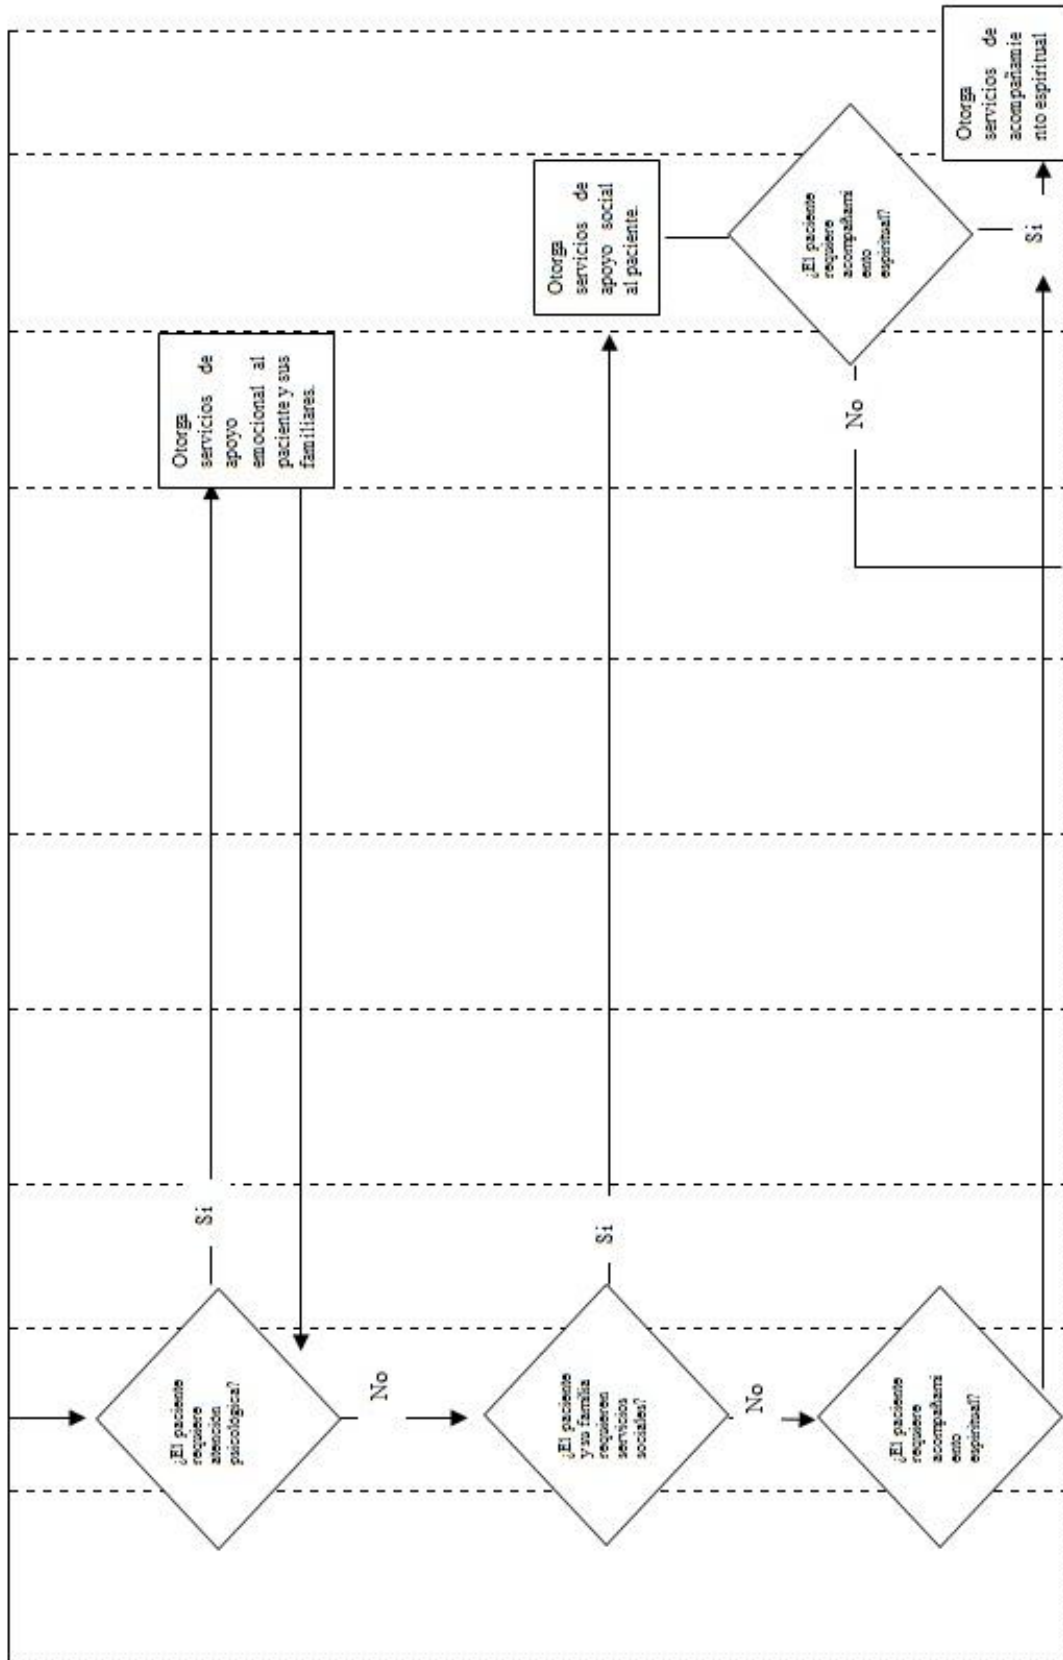 ¿El paciente
requiere
atención
psicologica?
Si
No
Otorga
servicios de
apoyo
emocional al
paciente y sus
familiares.
¿El paciente
y su familia
requieren
servicios
sociales?
Si
No
Otorga
servicios de
apoyo social
al paciente.
¿El paciente
requiere
acompañami
ento
espiritual?
No
Si
¿El paciente
requiere
acompañami
ento
espiritual?
Otorga
servicios de
acompañamie
nto espiritual